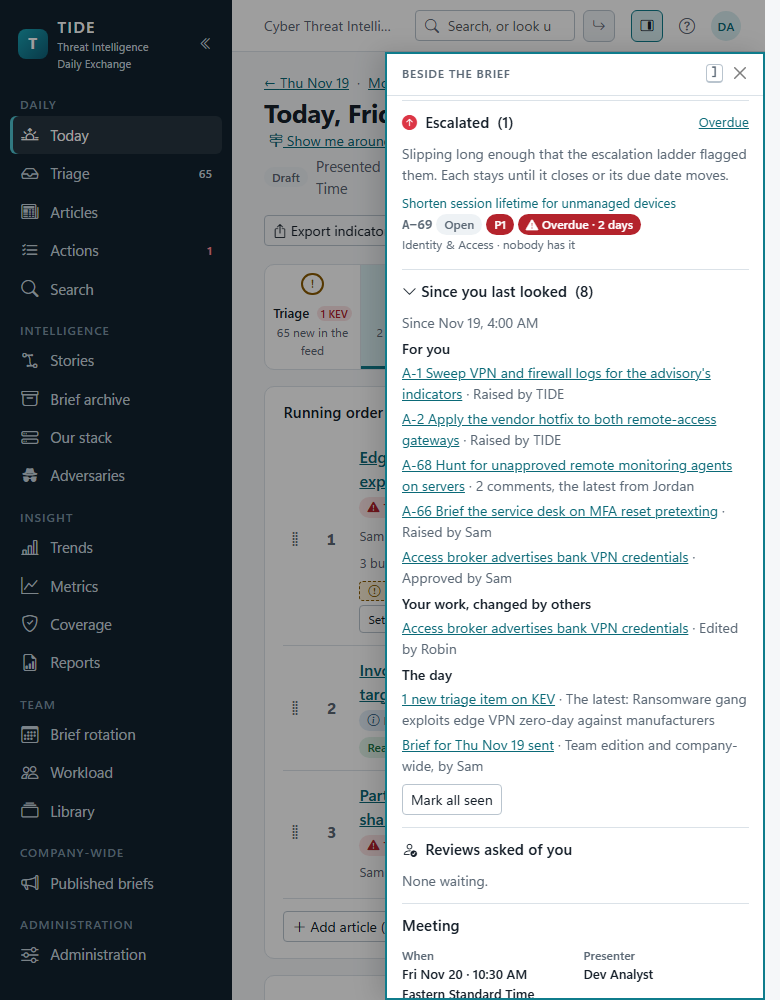 T
TIDE
Threat Intelligence
Daily Exchange
DAILY
Today
Triage 65
Articles
Actions 1
Search
INTELLIGENCE
Stories
Brief archive
Our stack
Adversaries
INSIGHT
Trends
Metrics
Coverage
Reports
TEAM
Brief rotation
Workload
Library
COMPANY-WIDE
Published briefs
ADMINISTRATION
Administration
Cyber Threat Intelli...
Search, or look u
DA
← Thu Nov 19 ·
Today,
Show me
Draft
Presented
Time
Export
Triage 1 KEV
65 new in the
feed
2
Running order
1
Sam
3
2
3
Sam
+ Add article (
BESIDE THE BRIEF
]
Escalated (1) Overdue
Slipping long enough that the escalation ladder flagged
them. Each stays until it closes or its due date moves.
Shorten session lifetime for unmanaged devices
A-69 Open P1 Overdue · 2 days
Identity & Access · nobody has it
Since you last looked (8)
Since Nov 19, 4:00 AM
For you
A-1 Sweep VPN and firewall logs for the advisory's
indicators · Raised by TIDE
A-2 Apply the vendor hotfix to both remote-access
gateways · Raised by TIDE
A-68 Hunt for unapproved remote monitoring agents
on servers · 2 comments, the latest from Jordan
A-66 Brief the service desk on MFA reset pretexting ·
Raised by Sam
Access broker advertises bank VPN credentials ·
Approved by Sam
Your work, changed by others
Access broker advertises bank VPN credentials · Edited
by Robin
The day
1 new triage item on KEV · The latest: Ransomware gang
exploits edge VPN zero-day against manufacturers
Brief for Thu Nov 19 sent · Team edition and company-
wide, by Sam
Mark all seen
Reviews asked of you
None waiting.
Meeting
When Presenter
Fri Nov 20 · 10:30 AM Dev Analyst
Eastern Standard Time